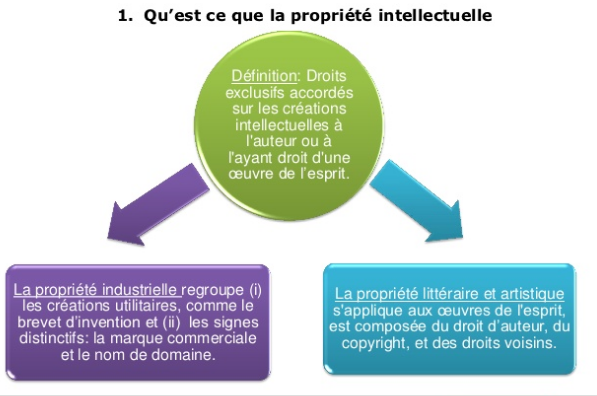 1. Qu’est ce que la propriété intellectuelle
Définition: Droits
exclusifs accordés
sur les créations
intellectuelles à
l'auteur ou à
l'ayant droit d'une
œuvre de l’esprit.
La propriété industrielle regroupe (i)
les créations utilitaires, comme le
brevet d’invention et (ii) les signes
distinctifs: la marque commerciale
et le nom de domaine.
La propriété littéraire et artistique
s'applique aux œuvres de l'esprit,
est composée du droit d’auteur, du
copyright, et des droits voisins.